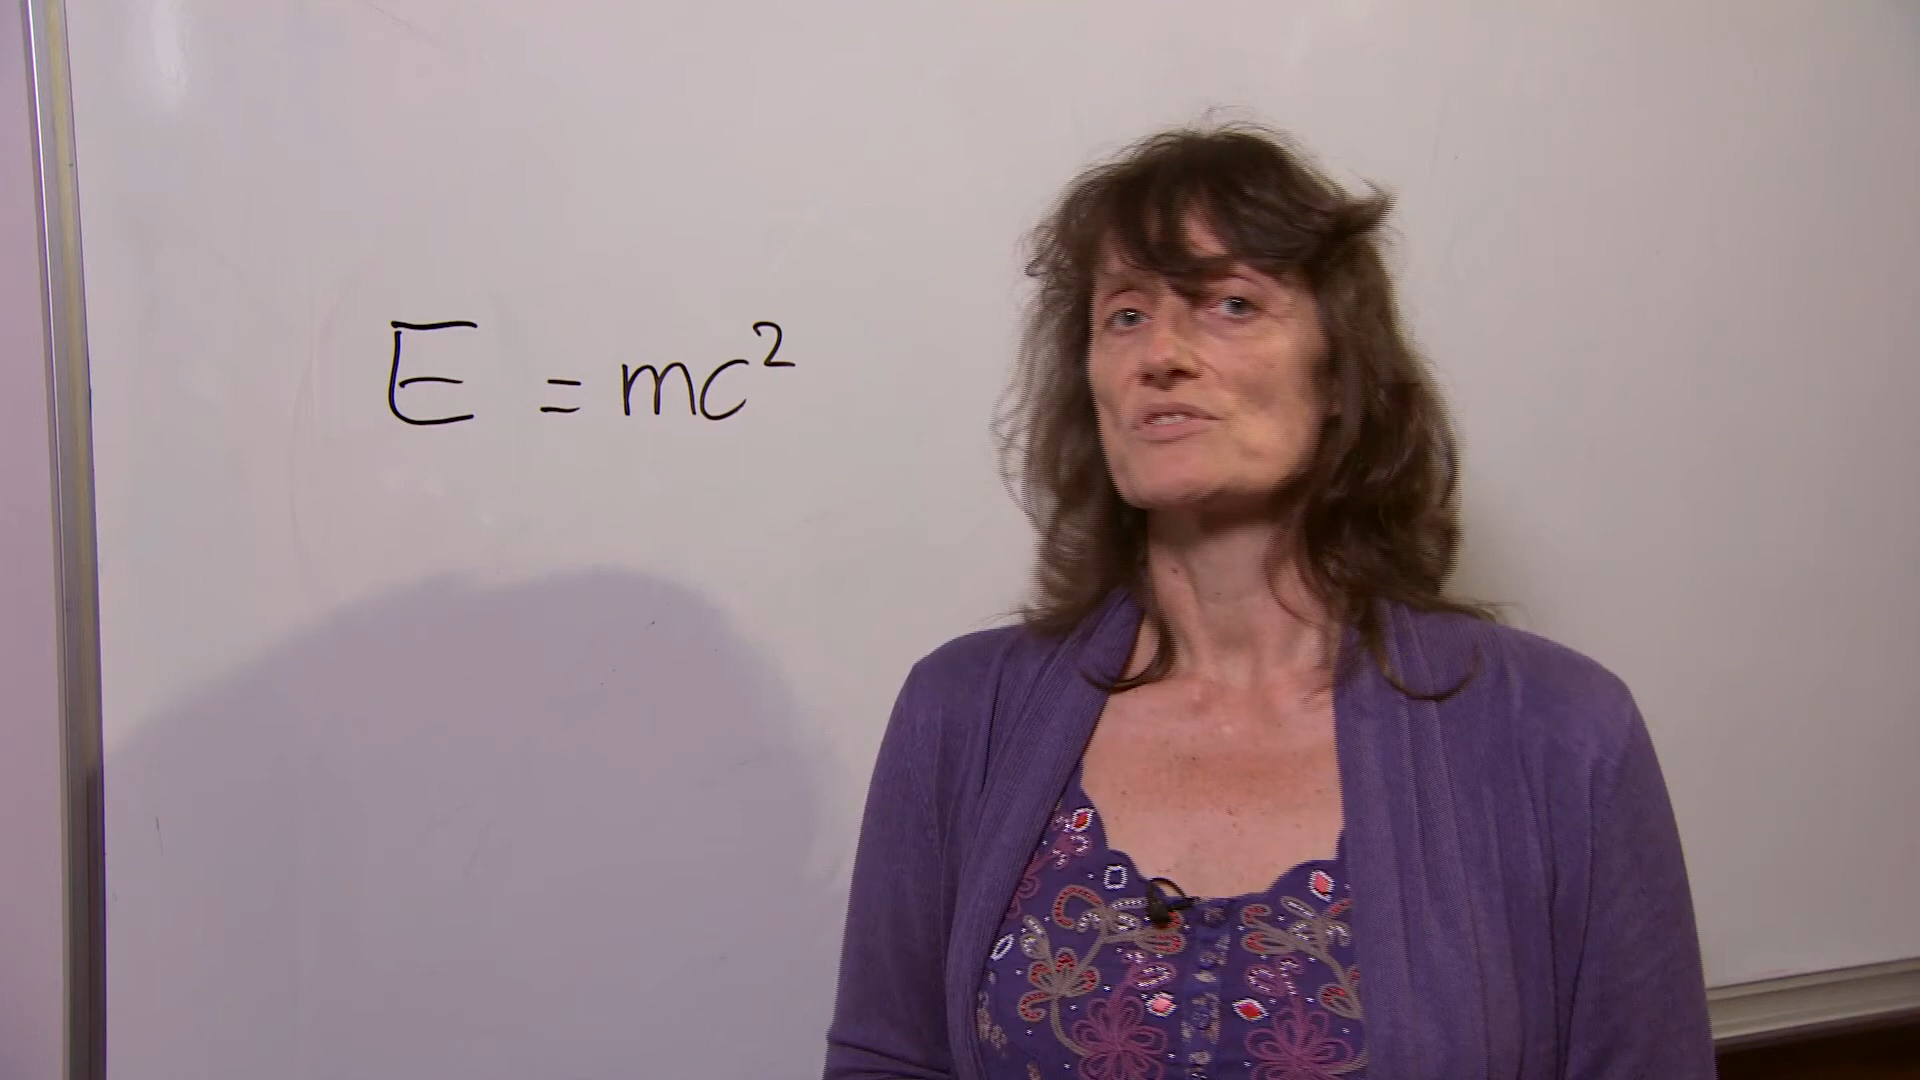 E = mc²